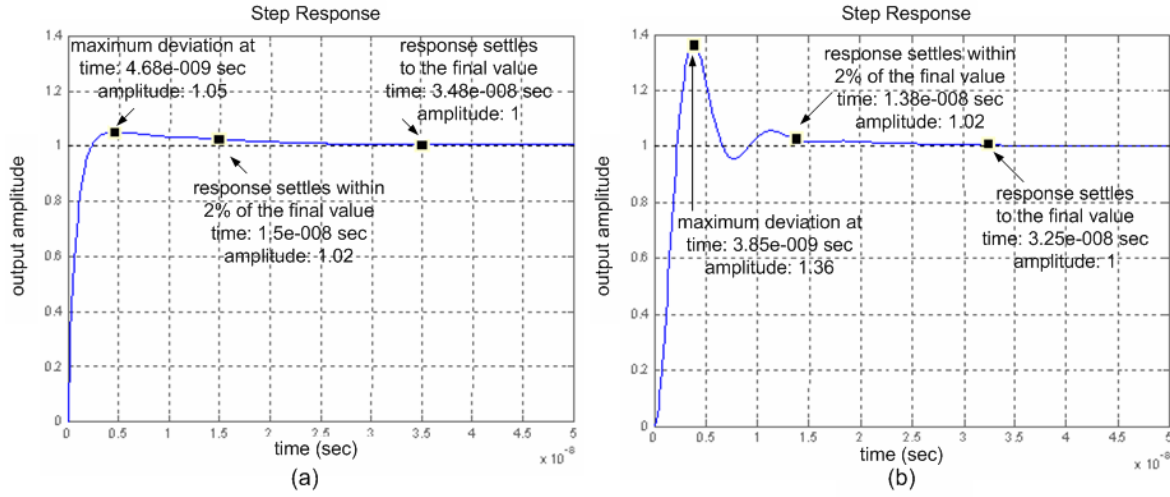 Step Response
1.4
1.2
1
0.8
0.6
0.4
0.2
0
output amplitude
maximum deviation at
time: 4.68e-009 sec
amplitude: 1.05
response settles
to the final value
time: 3.48e-008 sec
amplitude: 1
response settles within
2% of the final value
time: 1.5e-008 sec
amplitude: 1.02
0 0.5 1 1.5 2 2.5 3 3.5 4 4.5 5
time (sec)
x 10-8
(a)
Step Response
1.4
1.2
1
0.8
0.6
0.4
0.2
0
output amplitude
response settles within
2% of the final value
time: 1.38e-008 sec
amplitude: 1.02
maximum deviation at
time: 3.85e-009 sec
amplitude: 1.36
response settles
to the final value
time: 3.25e-008 sec
amplitude: 1
0 0.5 1 1.5 2 2.5 3 3.5 4 4.5 5
time (sec)
x 10-8
(b)